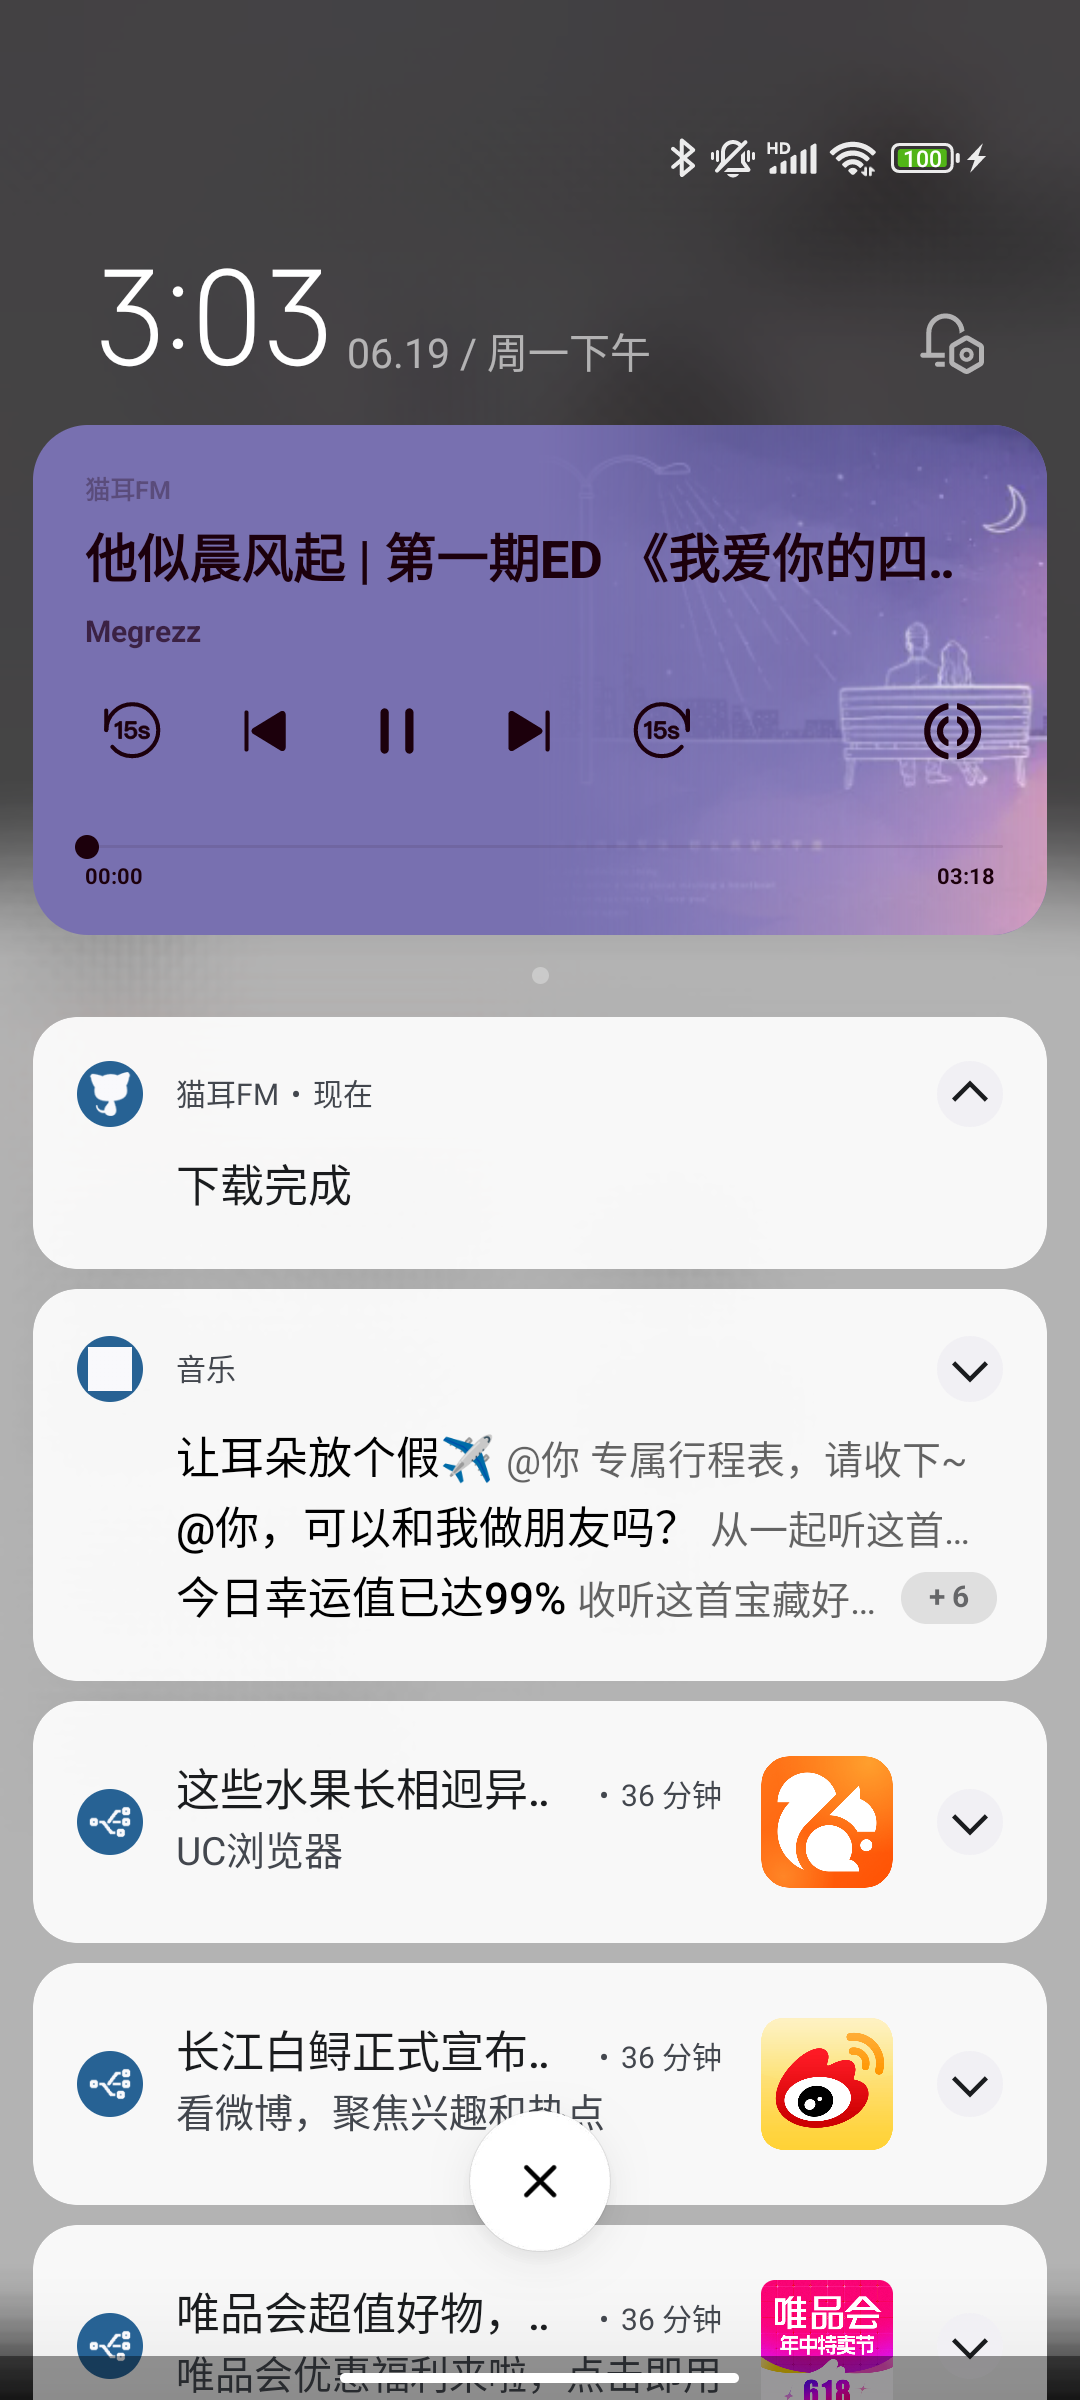 HD
100
3:03 06.19 / 周一下午
猫耳FM
他似晨风起 | 第一期ED 《我爱你的四..
Megrezz
15s
15s
00:00
03:18
猫耳FM • 现在
下载完成
音乐
让耳朵放个假✈️ @你 专属行程表，请收下~
@你，可以和我做朋友吗？ 从一起听这首...
今日幸运值已达99% 收听这首宝藏好...
+ 6
这些水果长相迥异.. • 36 分钟
UC浏览器
长江白鲟正式宣布.. • 36 分钟
看微博，聚焦兴趣和热点
唯品会超值好物，.. • 36 分钟
唯品会优惠福利来啦，点击即用
唯品会
年中特卖节
618